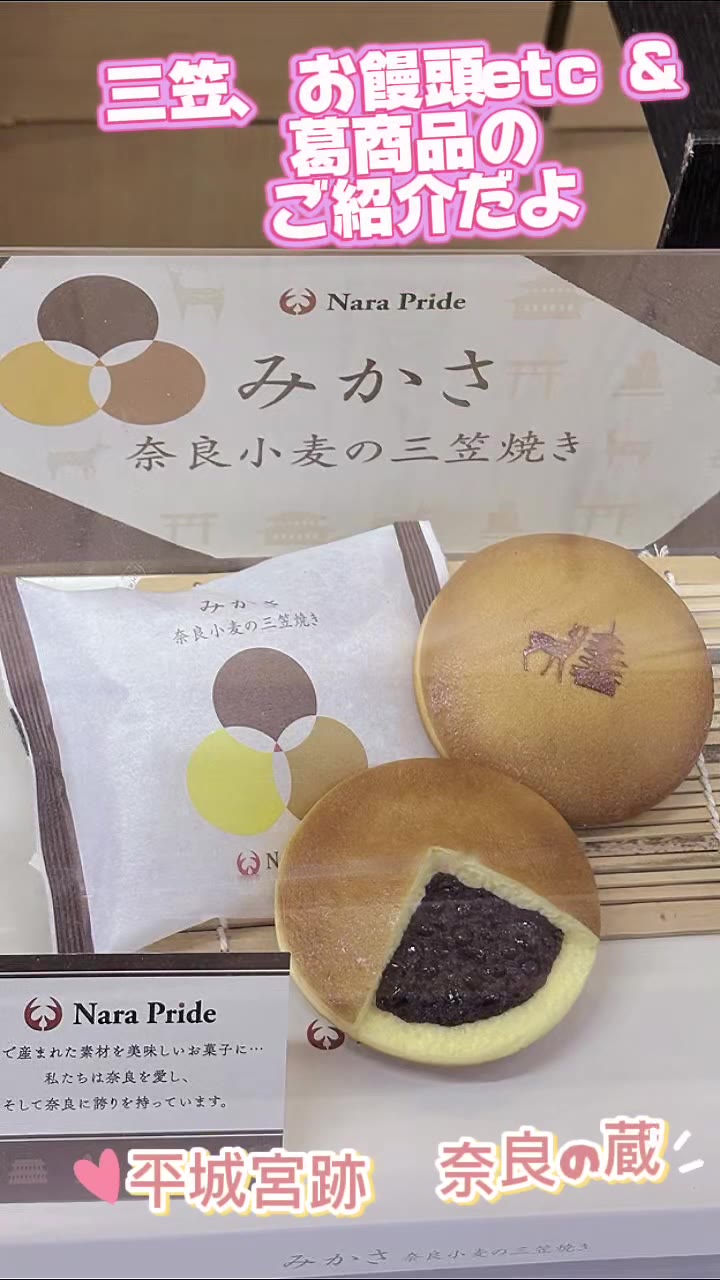 三笠、お饅頭etc &
葛商品の
ご紹介だよ
Nara Pride
みかさ
奈良小麦の三笠焼き
みかさ
奈良小麦の三笠焼き
N
Nara Pride
で産まれた素材を美味しいお菓子に…
私たちは奈良を愛し、
そして奈良に誇りを持っています。
平城宮跡 奈良の蔵
みかさ 奈良小麦の三笠焼き